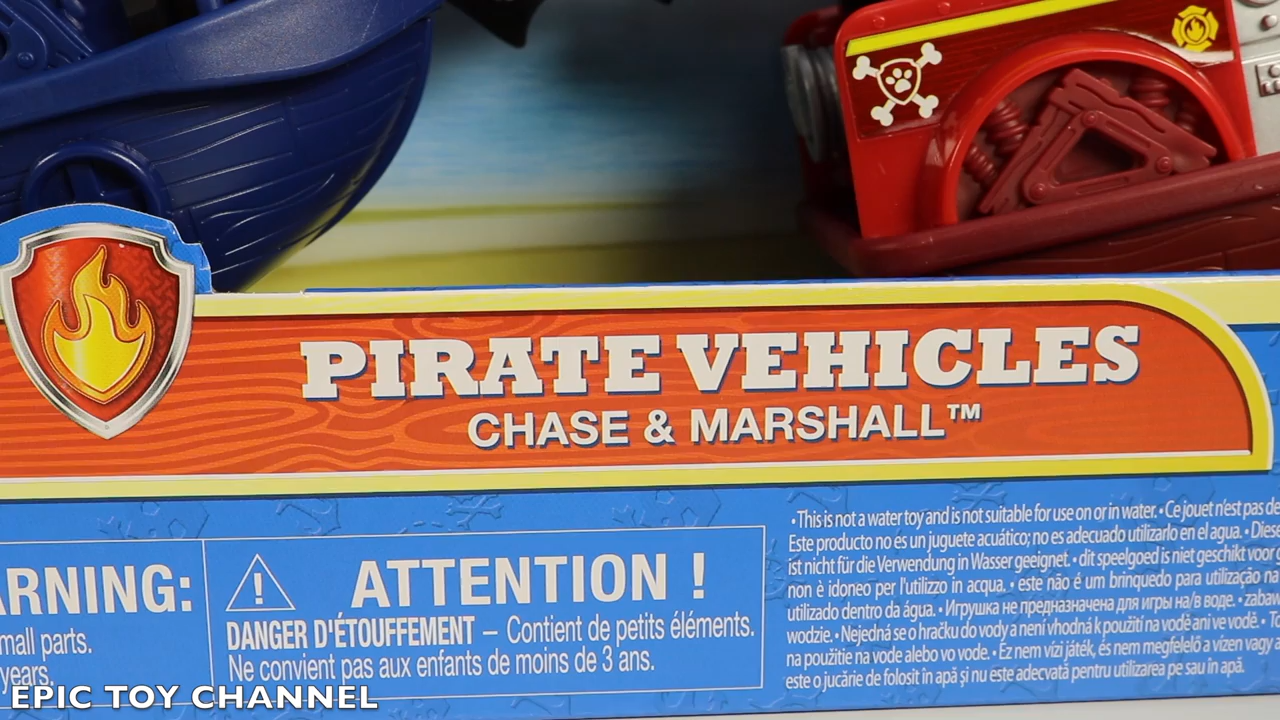 PIRATE VEHICLES
CHASE & MARSHALL™
ARNING:
mall parts.
years.
ATTENTION !
DANGER D'ÉTOUFFEMENT – Contient de petits éléments.
Ne convient pas aux enfants de moins de 3 ans.
• This is not a water toy and is not suitable for use on or in water. • Ce jouet n'est pas de
Este producto no és un juguete acuático; no es adecuado utilizarlo en el agua. • Diese
ist nicht für die Verwendung in Wasser geeignet. • dit speelgoed is niet geschikt voor
non è idoneo per l'utilizzo in acqua. • este não é um brinquedo para utilização na
utilizado dentro da água. • Игрушка не предназначена для игры на/в воде. • zabaw
wodzie. • Nejedná se o hračku do vody a není vhodná k použití na vodě ani ve vodě. • To
na použitie na vode alebo vo vode. • Ez nem vízi játék, és nem megfelelő a vízen vagy a
este o jucărie de folosit în apă și nu este adecvată pentru utilizarea pe sau în apă.
EPIC TOY CHANNEL